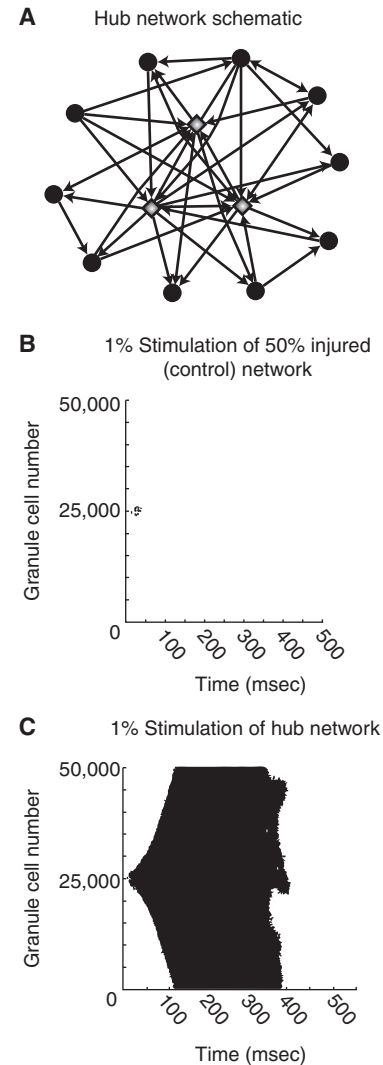 A
Hub network schematic
B
1% Stimulation of 50% injured
(control) network
50,000
25,000
0
Granule cell number
100
200
300
400
500
Time (msec)
C
1% Stimulation of hub network
50,000
25,000
0
Granule cell number
100
200
300
400
500
Time (msec)